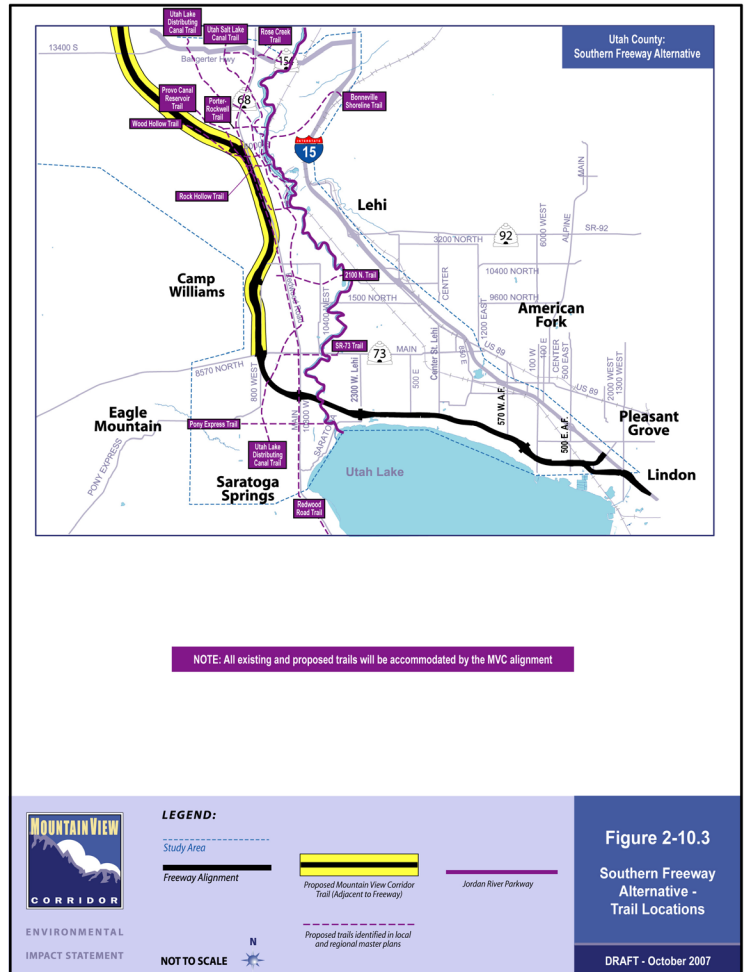 Utah County:
Southern Freeway Alternative
Utah Lake
Distributing
Canal Trail
Utah Salt Lake
Canal Trail
Rose Creek
Trail
13400 S
Bangerter Hwy
154
Provo Canal
Reservoir
Trail
Porter-
Rockwell
Trail
68
Bonneville
Shoreline Trail
Wood Hollow Trail
INTERSTATE
15
Rock Hollow Trail
Lehi
MAIN
ALPINE
6000 WEST
92
SR-92
3200 NORTH
Camp
Williams
2100 N. Trail
CENTER
10400 NORTH
1500 NORTH
9600 NORTH
10400 WEST
1200 EAST
American
Fork
SR-73 Trail
73
MAIN
8570 NORTH
800 WEST
2300 W. Lehi
500 E
Center St. Lehi
850 E
US 89
100 W
100 E
CENTER
500 EAST
US 89
2000 WEST
1300 WEST
Eagle
Mountain
Pony Express Trail
MAIN
10300 W
SARATOGA
570 W. A.F.
500 E. A.F.
Pleasant
Grove
PONY EXPRESS
Utah Lake
Distributing
Canal Trail
Saratoga
Springs
Utah Lake
Lindon
Redwood
Road Trail
NOTE: All existing and proposed trails will be accommodated by the MVC alignment
MOUNTAIN VIEW
CORRIDOR
ENVIRONMENTAL
IMPACT STATEMENT
LEGEND:
Study Area
Freeway Alignment
Proposed Mountain View Corridor
Trail (Adjacent to Freeway)
Jordan River Parkway
Proposed trails identified in local
and regional master plans
N
NOT TO SCALE
Figure 2-10.3
Southern Freeway
Alternative -
Trail Locations
DRAFT - October 2007